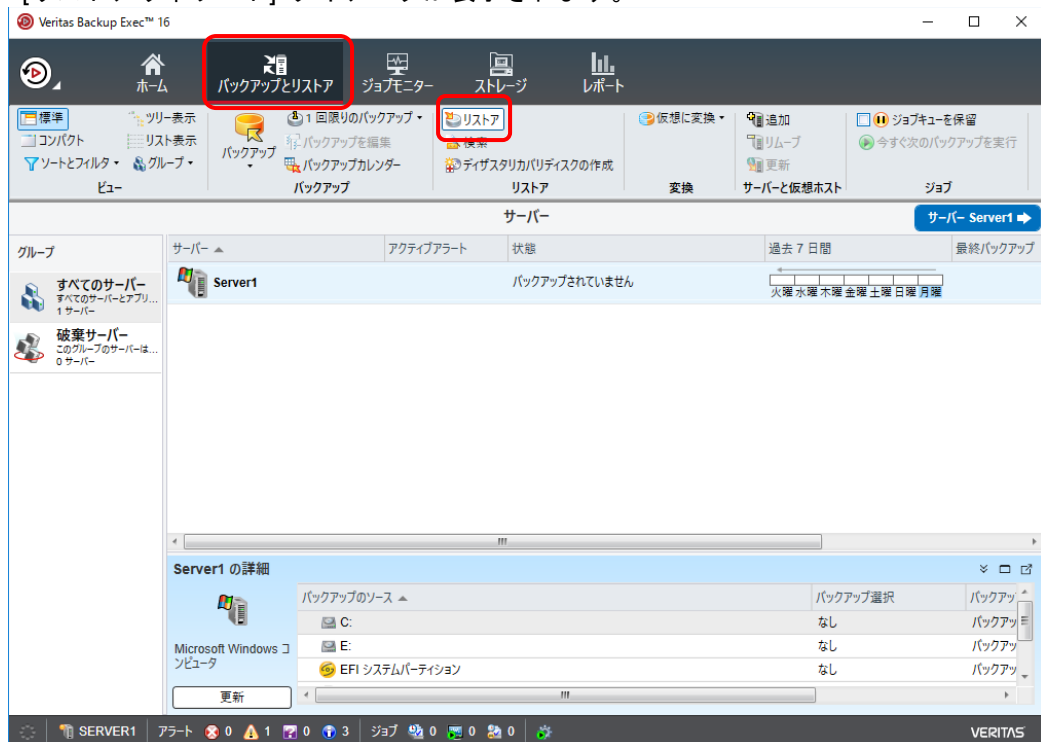 Veritas Backup Exec™ 16
ホーム
バックアップとリストア
ジョブモニター
ストレージ
レポート
標準
ツリー表示
コンパクト
リスト表示
ソートとフィルタ
グループ
ビュー
バックアップ
1 回限りのバックアップ
バックアップを編集
バックアップカレンダー
バックアップ
リストア
検索
ディザスタリカバリディスクの作成
リストア
仮想に変換
変換
追加
リムーブ
更新
サーバーと仮想ホスト
ジョブキューを保留
今すぐ次のバックアップを実行
ジョブ
サーバー
サーバー Server1
グループ
すべてのサーバー
すべてのサーバーとアプリ...
1 サーバー
破棄サーバー
このグループのサーバーは...
0 サーバー
サーバー アクティブアラート 状態 過去 7 日間 最終バックアップ
Server1 バックアップされていません
火曜 水曜 木曜 金曜 土曜 日曜 月曜
Server1 の詳細
Microsoft Windows コ
ンピュータ
更新
バックアップのソース バックアップ選択 バックアッ
C: なし バックアッ
E: なし バックアッ
EFI システムパーティション なし バックアッ
SERVER1 アラート 0 1 0 3 ジョブ 0 0 0 VERITAS